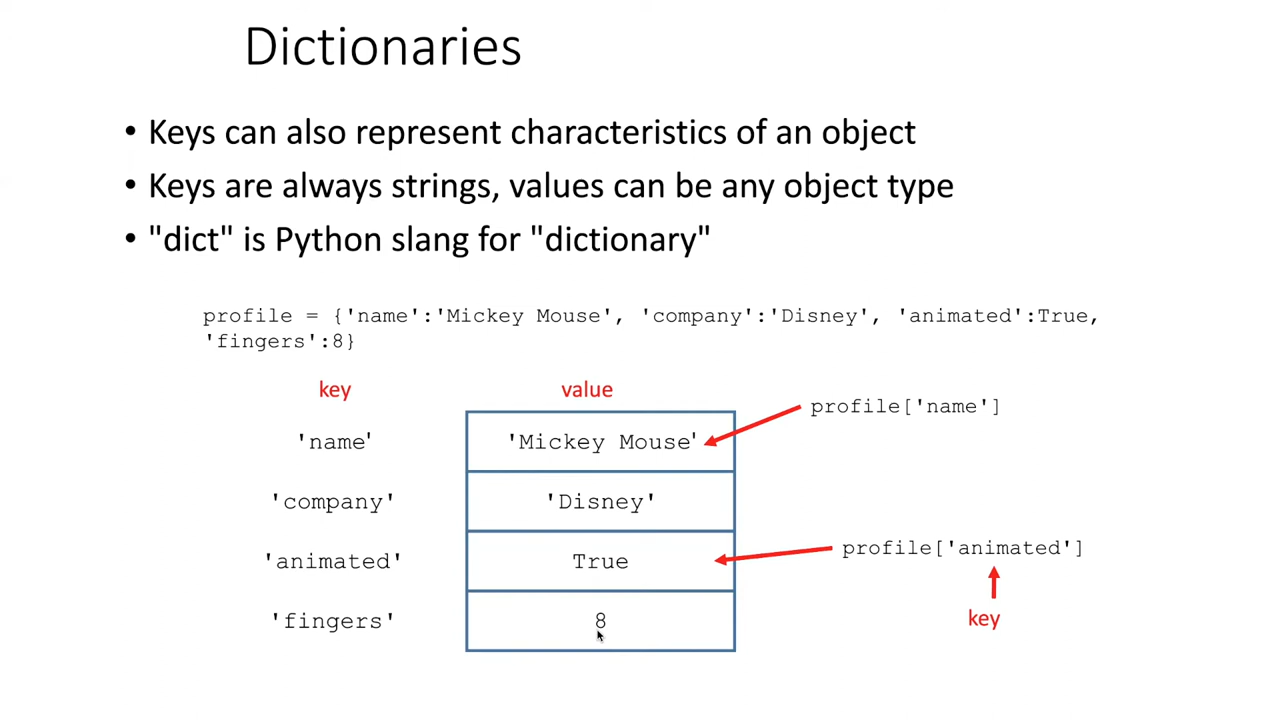 Dictionaries
• Keys can also represent characteristics of an object
• Keys are always strings, values can be any object type
• "dict" is Python slang for "dictionary"
profile = {'name':'Mickey Mouse', 'company':'Disney', 'animated':True,
'fingers':8}
key value
profile['name']
'name' 'Mickey Mouse'
'company' 'Disney'
profile['animated']
'animated' True
'fingers' 8
key